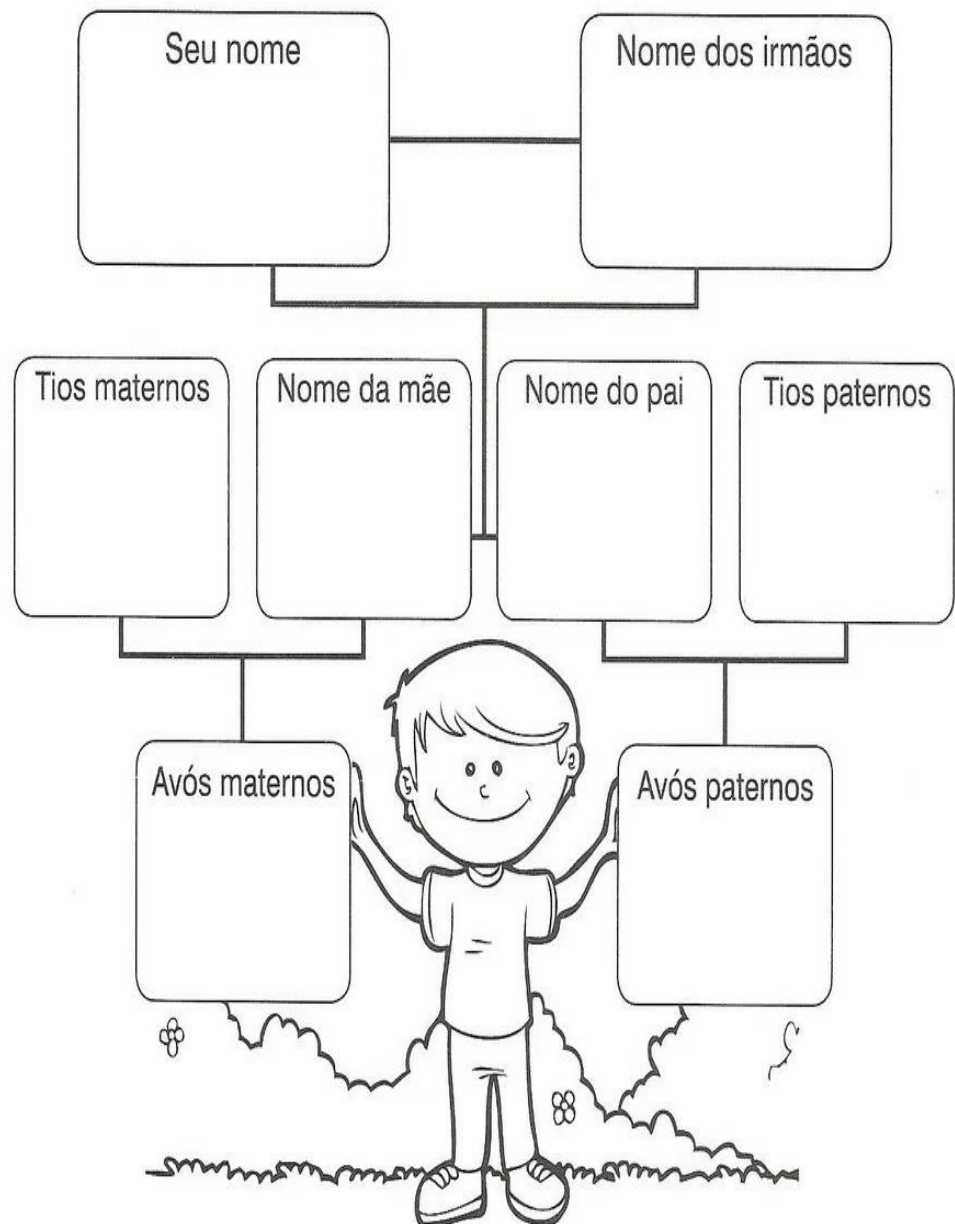 Seu nome
Nome dos irmãos
Tios maternos
Nome da mãe
Nome do pai
Tios paternos
Avós maternos
Avós paternos